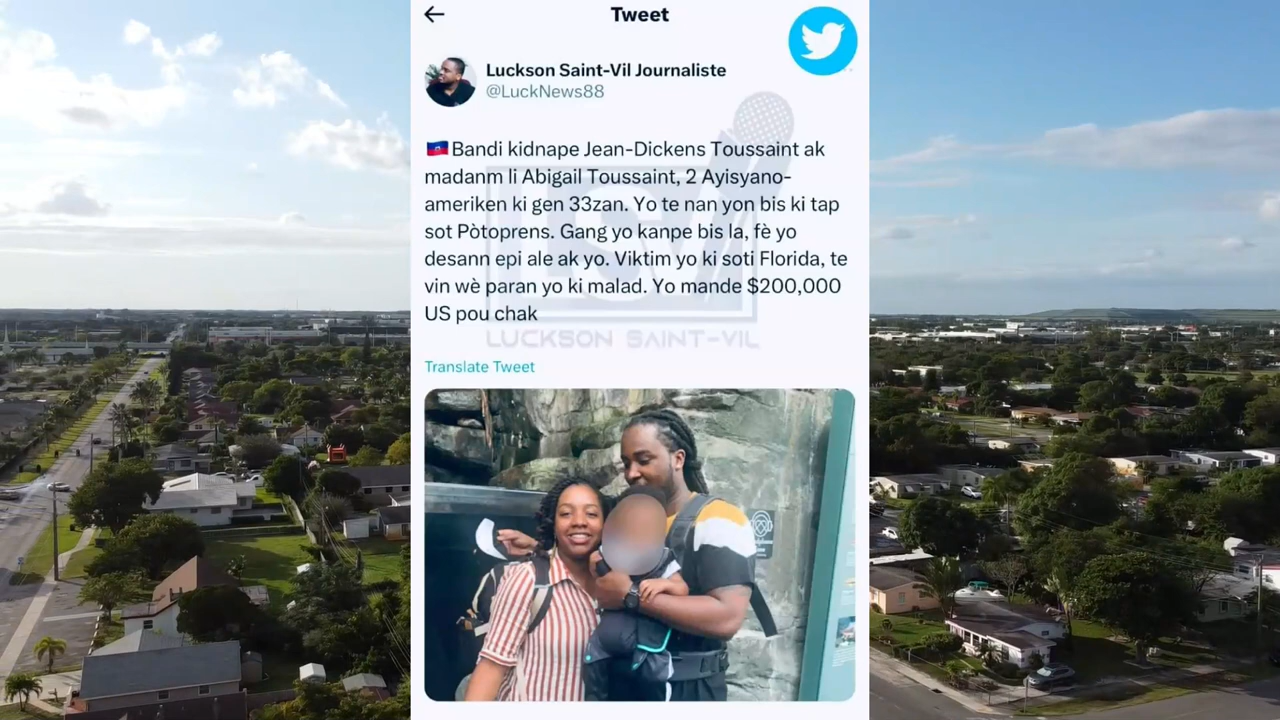 Tweet
Luckson Saint-Vil Journaliste
@LuckNews88
Bandi kidnape Jean-Dickens Toussaint ak
madanm li Abigail Toussaint, 2 Ayisyano-
ameriken ki gen 33zan. Yo te nan yon bis ki tap
sot Pòtoprens. Gang yo kanpe bis la, fè yo
desann epi ale ak yo. Viktim yo ki soti Florida, te
vin wè paran yo ki malad. Yo mande $200,000
US pou chak
LSV
LUCKSON SAINT-VIL
Translate Tweet